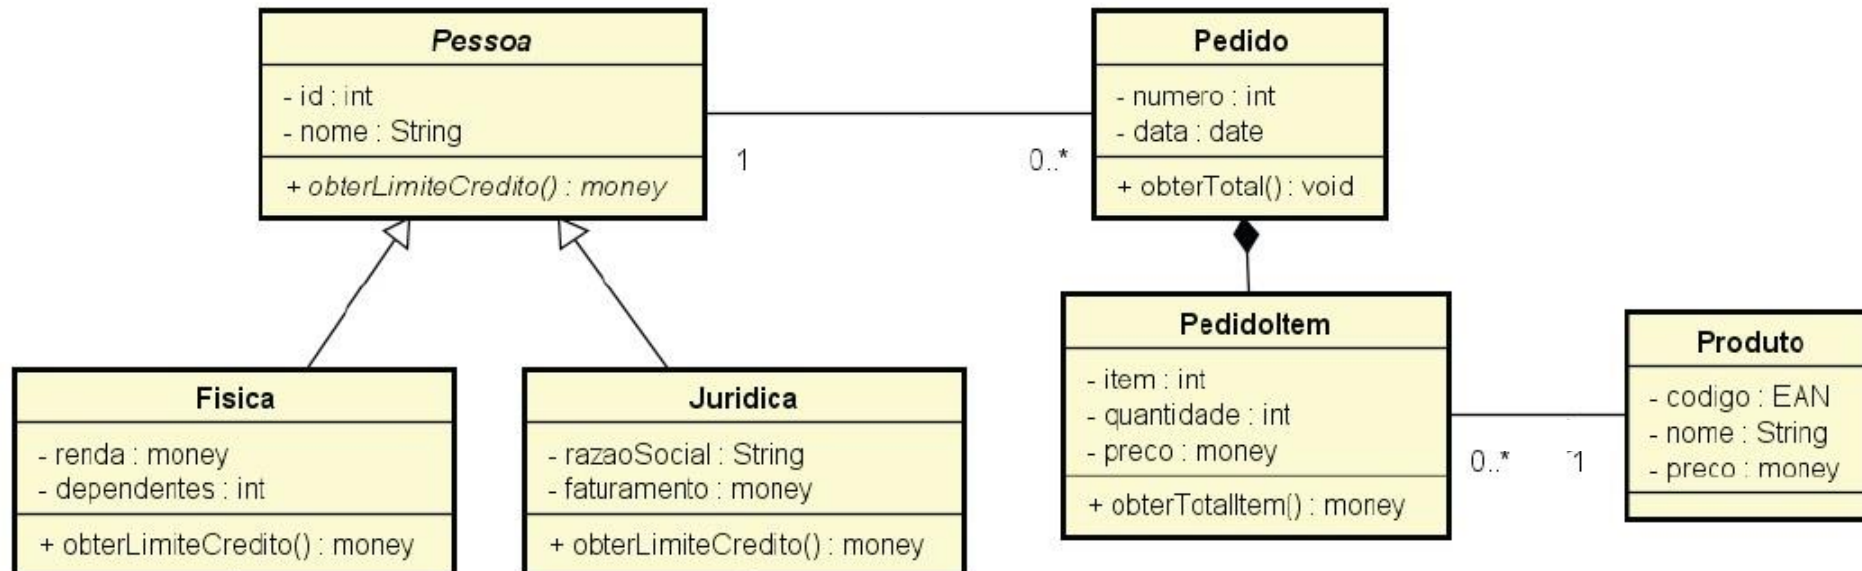 Pessoa
- id : int
- nome : String
+ obterLimiteCredito() : money
1
0..*
Pedido
- numero : int
- data : date
+ obterTotal() : void
Fisica
- renda : money
- dependentes : int
+ obterLimiteCredito() : money
Juridica
- razaoSocial : String
- faturamento : money
+ obterLimiteCredito() : money
PedidoItem
- item : int
- quantidade : int
- preco : money
+ obterTotalItem() : money
0..*
1
Produto
- codigo : EAN
- nome : String
- preco : money